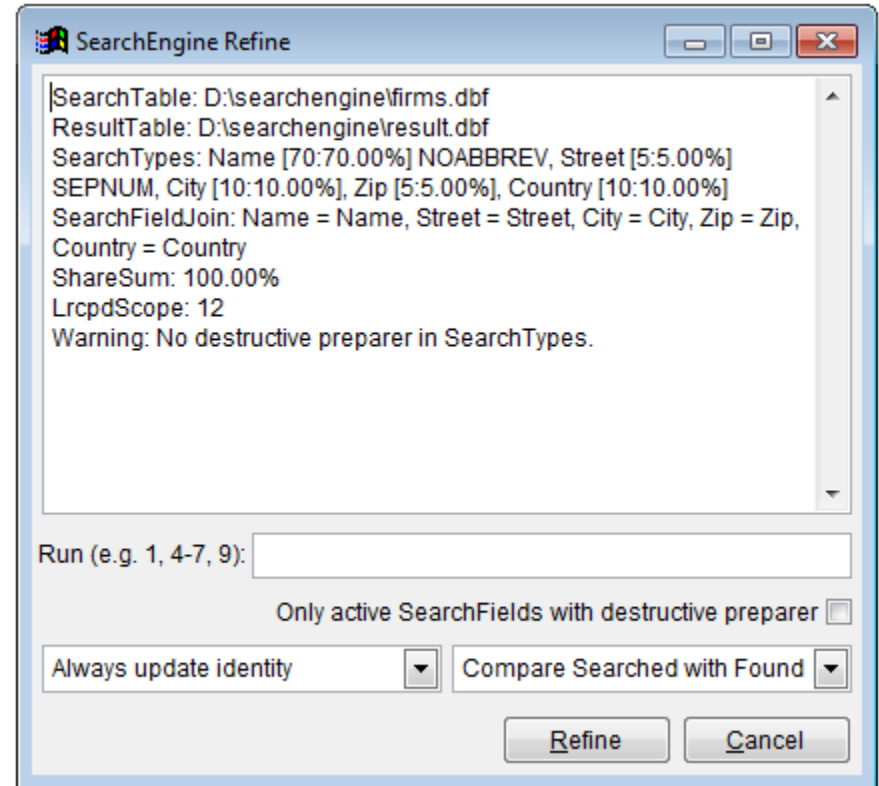 SearchEngine Refine
SearchTable: D:\searchengine\firms.dbf
ResultTable: D:\searchengine\result.dbf
SearchTypes: Name [70:70.00%] NOABBREV, Street [5:5.00%]
SEPNUM, City [10:10.00%], Zip [5:5.00%], Country [10:10.00%]
SearchFieldJoin: Name = Name, Street = Street, City = City, Zip = Zip,
Country = Country
ShareSum: 100.00%
LrcpdScope: 12
Warning: No destructive preparer in SearchTypes.
Run (e.g. 1, 4-7, 9):
Only active SearchFields with destructive preparer
Always update identity
Compare Searched with Found
Refine
Cancel